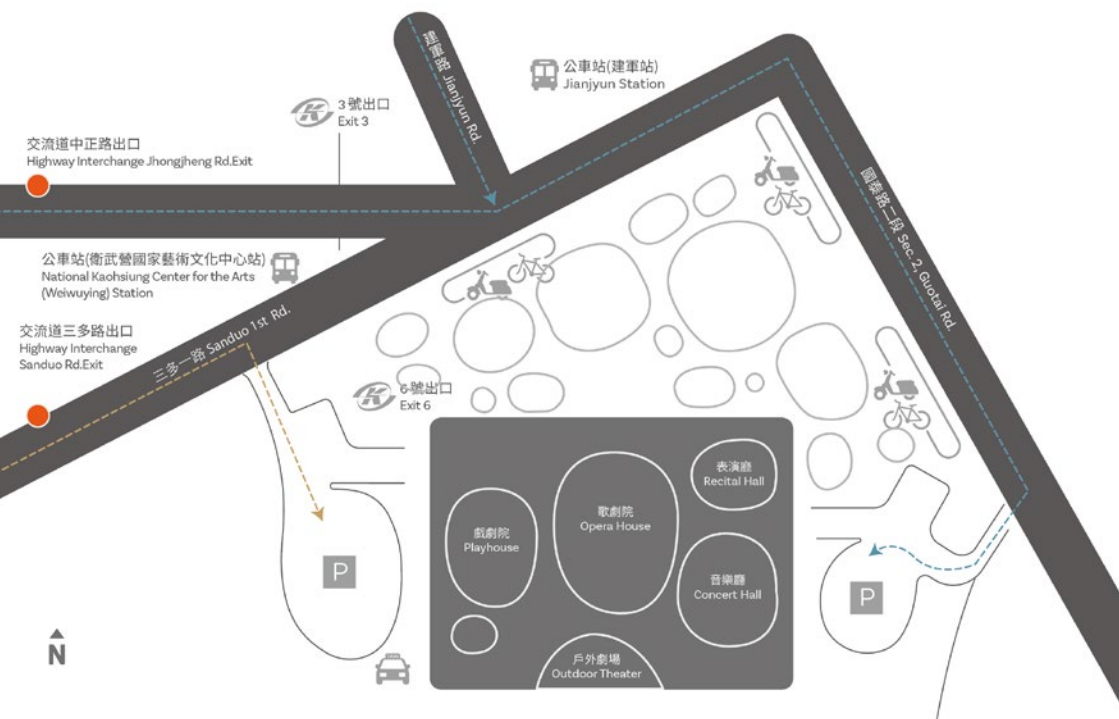 建軍路 Jianjyun Rd.
公車站(建軍站)
Jianjyun Station
3 號出口
Exit 3
交流道中正路出口
Highway Interchange Jhongjheng Rd.Exit
國泰路二段 Sec. 2, Guotai Rd.
公車站(衛武營國家藝術文化中心站)
National Kaohsiung Center for the Arts
(Weiwuying) Station
三多一路 Sanduo 1st Rd.
交流道三多路出口
Highway Interchange
Sanduo Rd.Exit
6 號出口
Exit 6
表演廳
Recital Hall
歌劇院
Opera House
戲劇院
Playhouse
音樂廳
Concert Hall
P
P
戶外劇場
Outdoor Theater
N